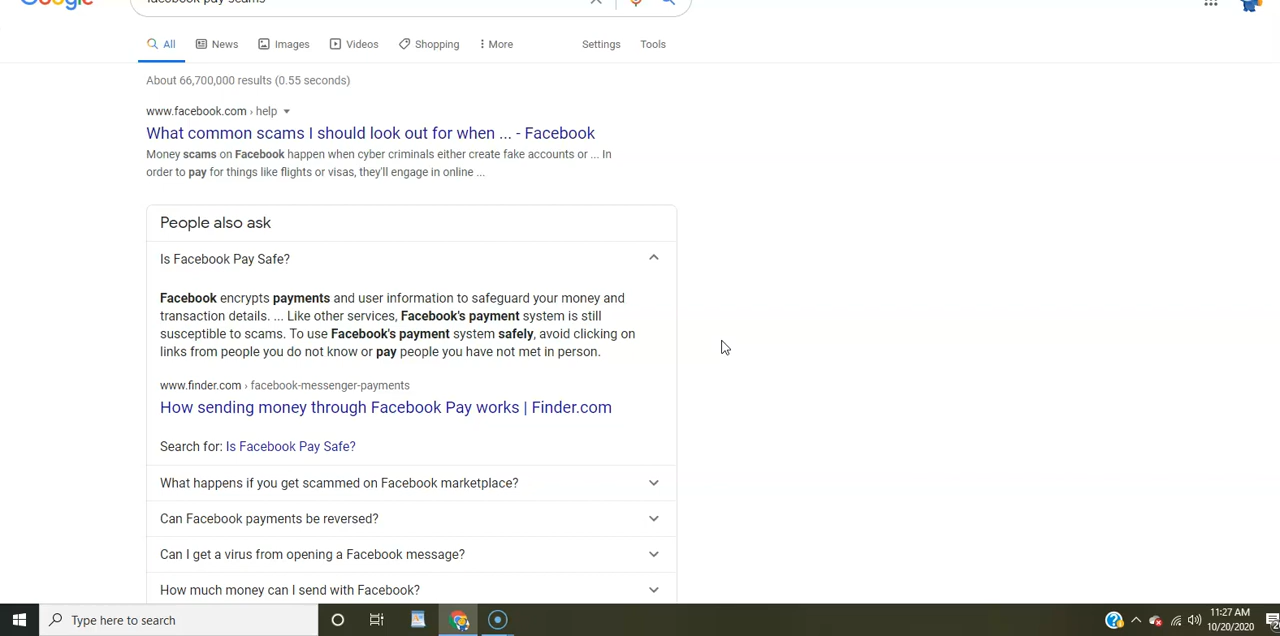 Google
facebook pay scams
All News Images Videos Shopping More Settings Tools
About 66,700,000 results (0.55 seconds)
www.facebook.com › help
What common scams I should look out for when ... - Facebook
Money scams on Facebook happen when cyber criminals either create fake accounts or ... In
order to pay for things like flights or visas, they'll engage in online ...
People also ask
Is Facebook Pay Safe?
Facebook encrypts payments and user information to safeguard your money and
transaction details. ... Like other services, Facebook's payment system is still
susceptible to scams. To use Facebook's payment system safely, avoid clicking on
links from people you do not know or pay people you have not met in person.
www.finder.com › facebook-messenger-payments
How sending money through Facebook Pay works | Finder.com
Search for: Is Facebook Pay Safe?
What happens if you get scammed on Facebook marketplace?
Can Facebook payments be reversed?
Can I get a virus from opening a Facebook message?
How much money can I send with Facebook?
Type here to search
11:27 AM
10/20/2020
2